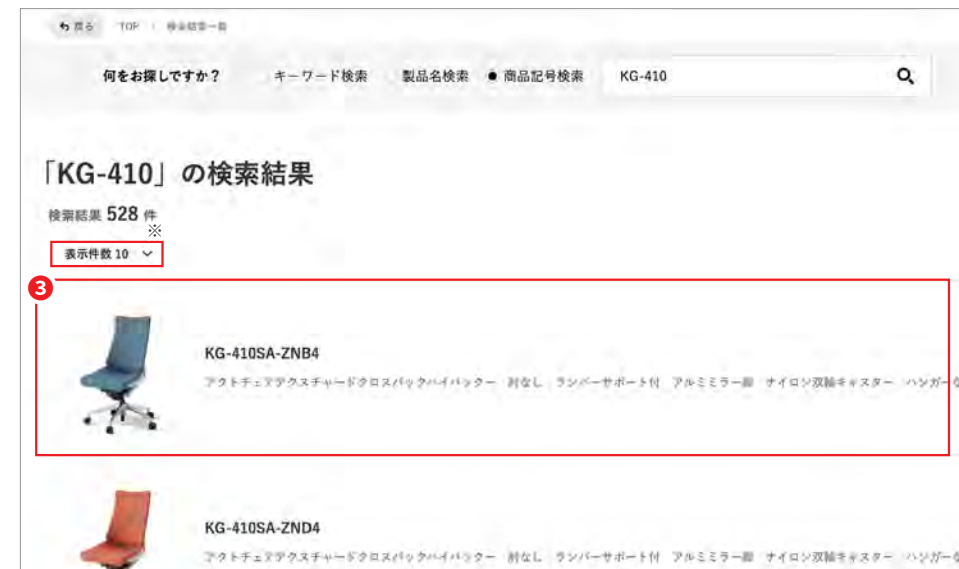 戻る TOP 検索結果一覧
何をお探しですか？ キーワード検索 製品名検索 ● 商品記号検索 KG-410
「KG-410」の検索結果
検索結果 528 件
※
表示件数 10
3
KG-410SA-ZNB4
アクトチェアテクスチャードクロスバックハイバック 肘なし ランバーサポート付 アルミミラー脚 ナイロン双輪キャスター ハンガーな
KG-410SA-ZND4
アクトチェアテクスチャードクロスバックハイバック 肘なし ランバーサポート付 アルミミラー脚 ナイロン双輪キャスター ハンガーな